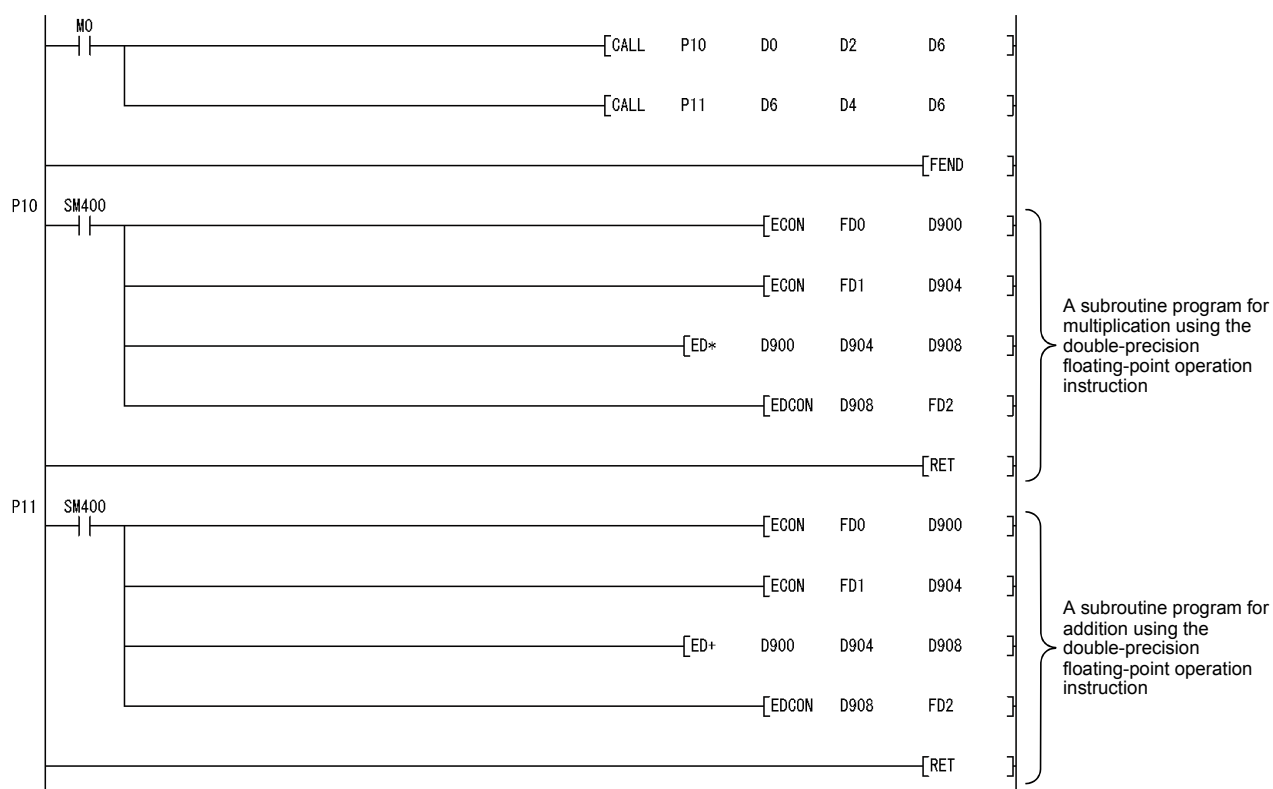 M0
[CALL P10 D0 D2 D6 ]
[CALL P11 D6 D4 D6 ]
[FEND ]
P10 SM400
[ECON FD0 D900 ]
[ECON FD1 D904 ]
[ED* D900 D904 D908 ]
[EDCON D908 FD2 ]
[RET ]
A subroutine program for
multiplication using the
double-precision
floating-point operation
instruction
P11 SM400
[ECON FD0 D900 ]
[ECON FD1 D904 ]
[ED+ D900 D904 D908 ]
[EDCON D908 FD2 ]
[RET ]
A subroutine program for
addition using the
double-precision
floating-point operation
instruction